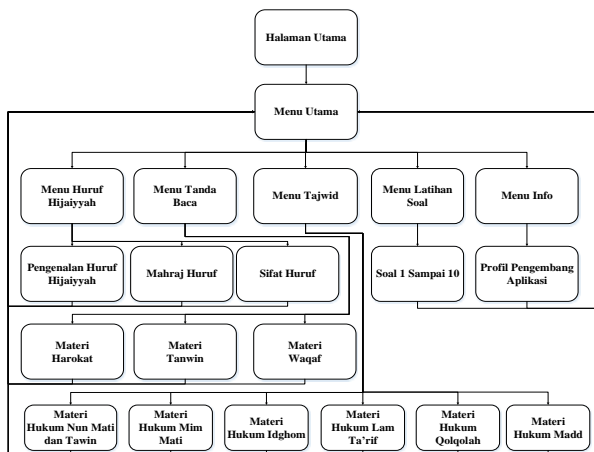 Halaman Utama
Menu Utama
Menu Huruf
Hijaiyyah
Menu Tanda
Baca
Menu Tajwid
Menu Latihan
Soal
Menu Info
Pengenalan Huruf
Hijaiyyah
Mahraj Huruf
Sifat Huruf
Soal 1 Sampai 10
Profil Pengembang
Aplikasi
Materi
Harokat
Materi
Tanwin
Materi
Waqaf
Materi
Hukum Nun Mati
dan Tawin
Materi
Hukum Mim
Mati
Materi
Hukum Idghom
Materi
Hukum Lam
Ta'rif
Materi
Hukum
Qolqolah
Materi
Hukum Madd